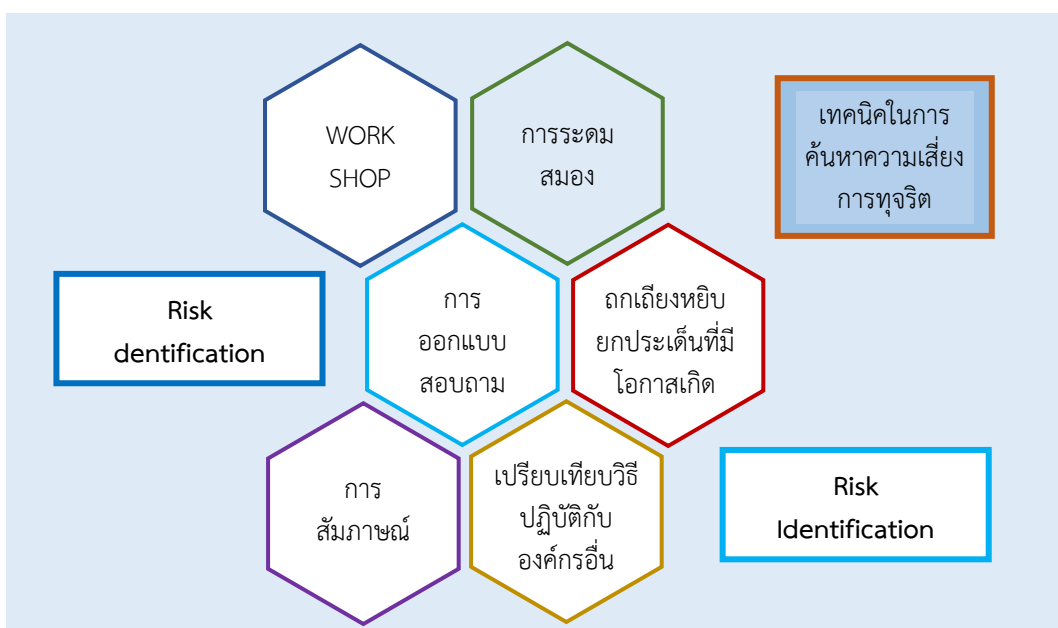 WORK
SHOP
การระดม
สมอง
เทคนิคในการ
ค้นหาความเสี่ยง
การทุจริต
Risk
dentification
การ
ออกแบบ
สอบถาม
ถกเถียงหยิบ
ยกประเด็นที่มี
โอกาสเกิด
การ
สัมภาษณ์
เปรียบเทียบวิธี
ปฏิบัติกับ
องค์กรอื่น
Risk
Identification